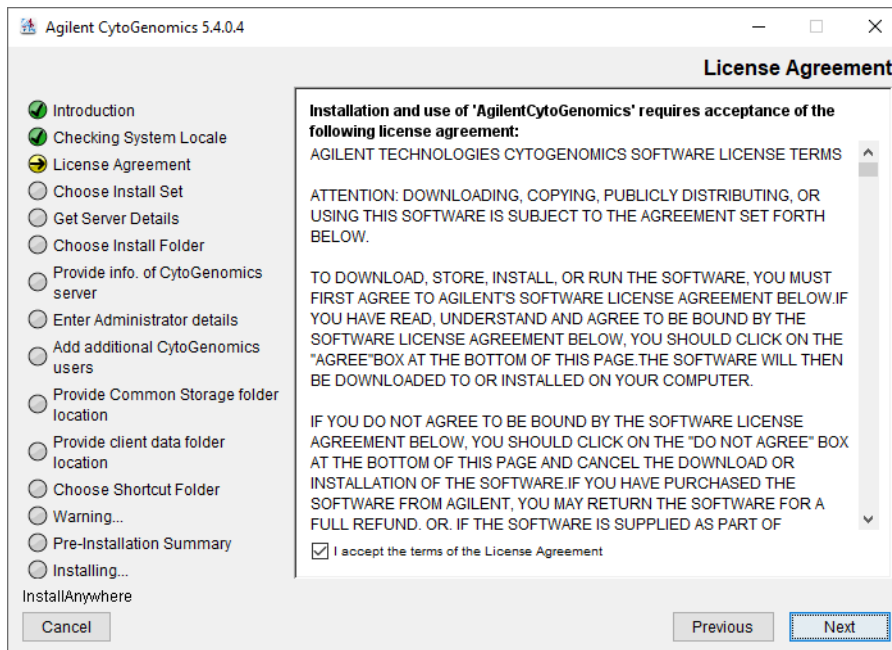 Agilent CytoGenomics 5.4.0.4
License Agreement
Introduction
Checking System Locale
License Agreement
Choose Install Set
Get Server Details
Choose Install Folder
Provide info. of CytoGenomics
server
Enter Administrator details
Add additional CytoGenomics
users
Provide Common Storage folder
location
Provide client data folder
location
Choose Shortcut Folder
Warning...
Pre-Installation Summary
Installing...
Installation and use of 'AgilentCytoGenomics' requires acceptance of the
following license agreement:
AGILENT TECHNOLOGIES CYTOGENOMICS SOFTWARE LICENSE TERMS
ATTENTION: DOWNLOADING, COPYING, PUBLICLY DISTRIBUTING, OR
USING THIS SOFTWARE IS SUBJECT TO THE AGREEMENT SET FORTH
BELOW.
TO DOWNLOAD, STORE, INSTALL, OR RUN THE SOFTWARE, YOU MUST
FIRST AGREE TO AGILENT'S SOFTWARE LICENSE AGREEMENT BELOW.IF
YOU HAVE READ, UNDERSTAND AND AGREE TO BE BOUND BY THE
SOFTWARE LICENSE AGREEMENT BELOW, YOU SHOULD CLICK ON THE
"AGREE"BOX AT THE BOTTOM OF THIS PAGE.THE SOFTWARE WILL THEN
BE DOWNLOADED TO OR INSTALLED ON YOUR COMPUTER.
IF YOU DO NOT AGREE TO BE BOUND BY THE SOFTWARE LICENSE
AGREEMENT BELOW, YOU SHOULD CLICK ON THE "DO NOT AGREE" BOX
AT THE BOTTOM OF THIS PAGE AND CANCEL THE DOWNLOAD OR
INSTALLATION OF THE SOFTWARE.IF YOU HAVE PURCHASED THE
SOFTWARE FROM AGILENT, YOU MAY RETURN THE SOFTWARE FOR A
FULL REFUND. OR. IF THE SOFTWARE IS SUPPLIED AS PART OF
I accept the terms of the License Agreement
InstallAnywhere
Cancel
Previous
Next